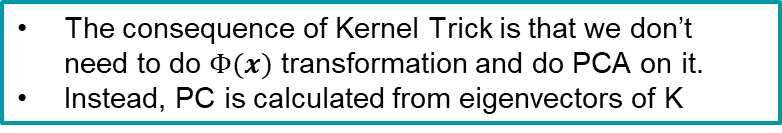 • The consequence of Kernel Trick is that we don't
need to do Φ(𝒙) transformation and do PCA on it.
• Instead, PC is calculated from eigenvectors of K